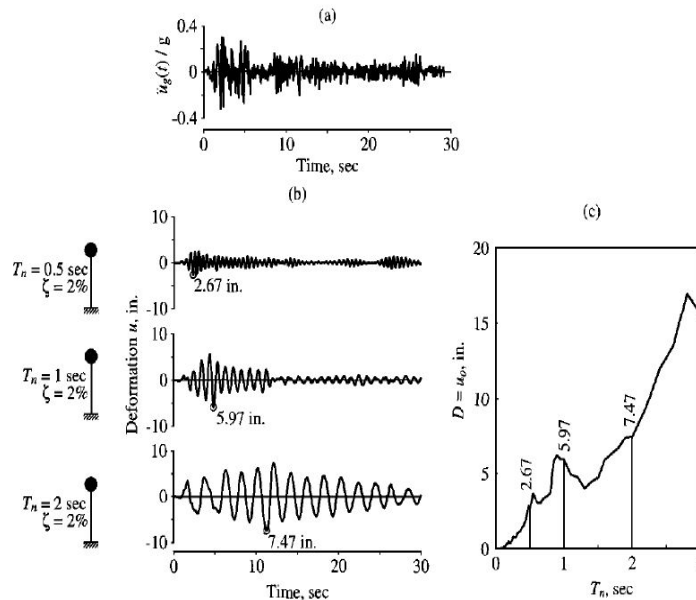 (a)
0.4
0
-0.4
üg(t) / g
0 10 20 30
Time, sec
(b)
Tn = 0.5 sec
ζ = 2%
10
0
-10
2.67 in.
Tn = 1 sec
ζ = 2%
10
0
-10
5.97 in.
Tn = 2 sec
ζ = 2%
10
0
-10
7.47 in.
Deformation u, in.
0 10 20 30
Time, sec
(c)
20
15
10
5
0
D = uo, in.
2.67
5.97
7.47
0 1 2
Tn, sec